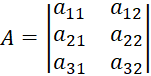 A = | a₁₁ a₁₂ |
| a₂₁ a₂₂ |
| a₃₁ a₃₂ |